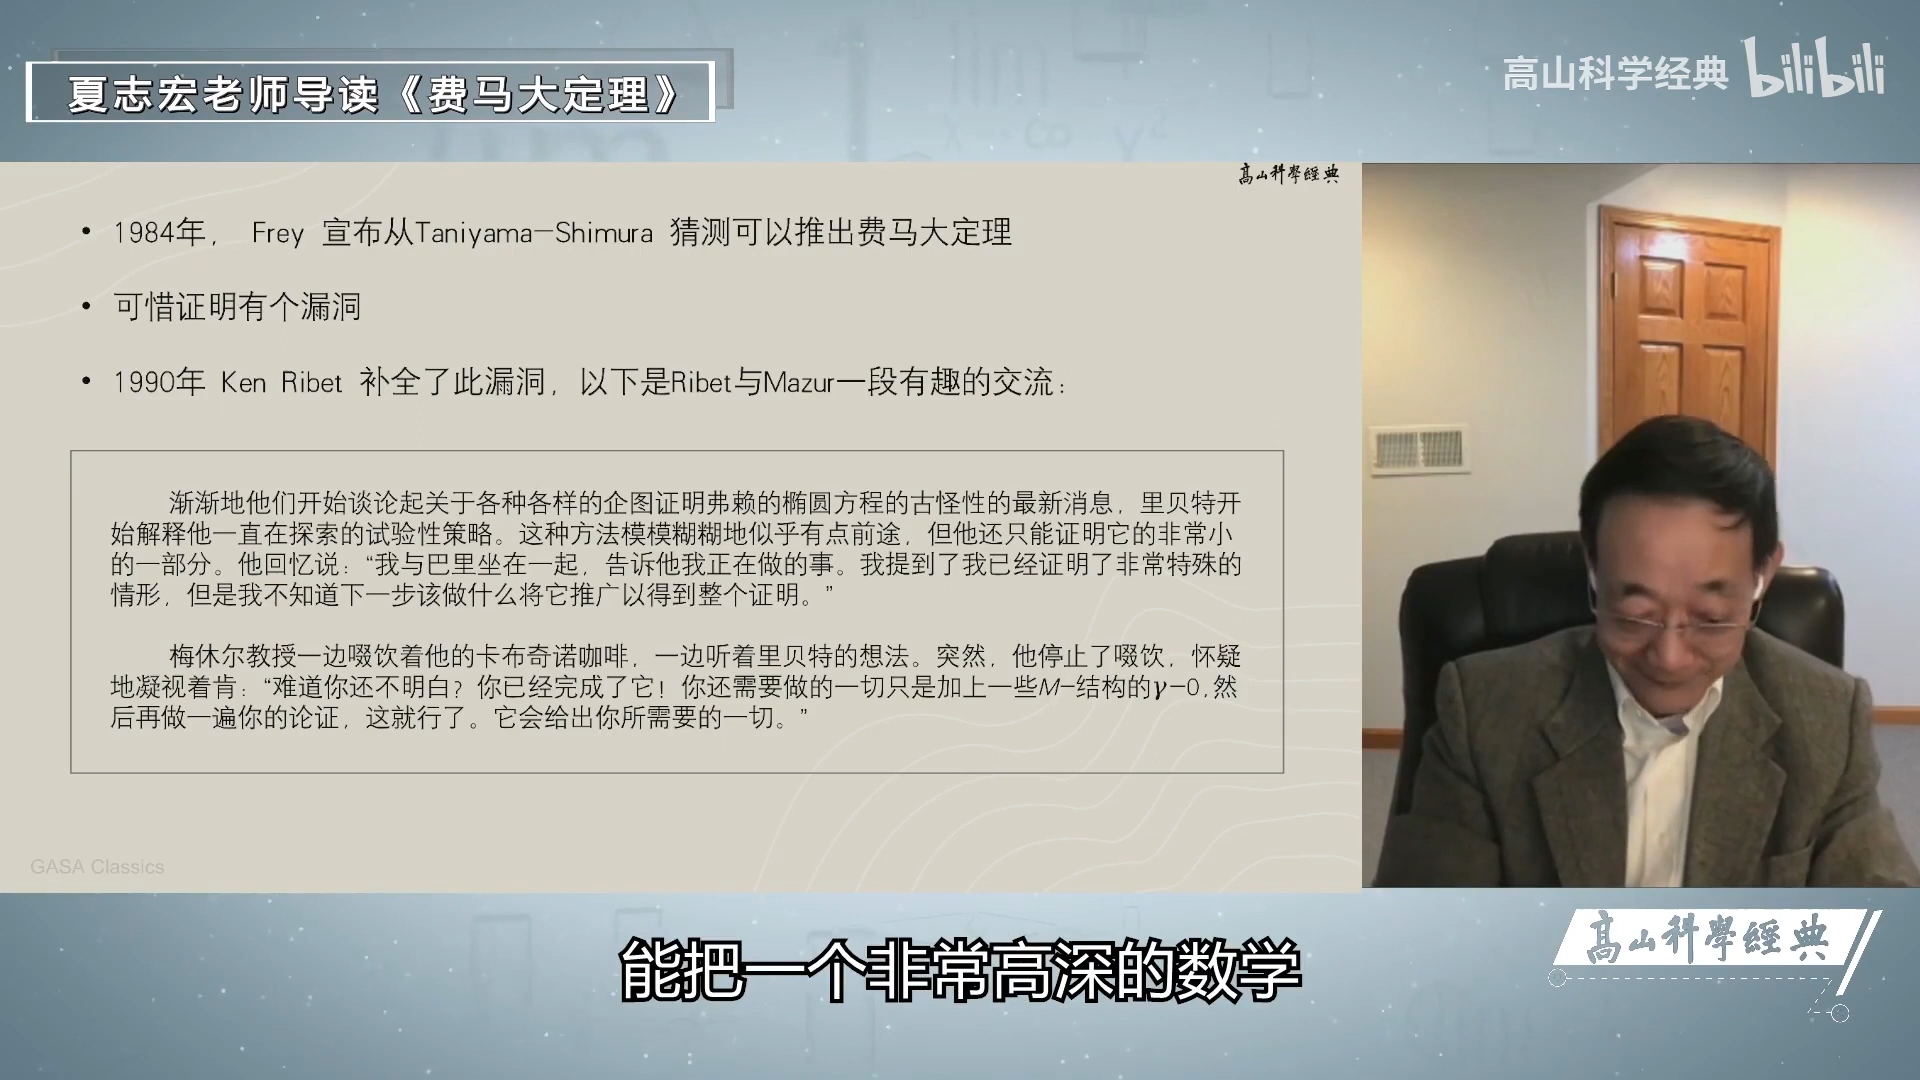 夏志宏老师导读《费马大定理》
高山科学经典 bilibili
高山科學經典
• 1984年， Frey 宣布从Taniyama-Shimura 猜测可以推出费马大定理
• 可惜证明有个漏洞
• 1990年 Ken Ribet 补全了此漏洞，以下是Ribet与Mazur一段有趣的交流：
渐渐地他们开始谈论起关于各种各样的企图证明弗赖的椭圆方程的古怪性的最新消息，里贝特开
始解释他一直在探索的试验性策略。这种方法模模糊糊地似乎有点前途，但他还只能证明它的非常小
的一部分。他回忆说：“我与巴里坐在一起，告诉他我正在做的事。我提到了我已经证明了非常特殊的
情形，但是我不知道下一步该做什么将它推广以得到整个证明。”
梅休尔教授一边啜饮着他的卡布奇诺咖啡，一边听着里贝特的想法。突然，他停止了啜饮，怀疑
地凝视着肯：“难道你还不明白？你已经完成了它！你还需要做的一切只是加上一些M-结构的γ-0,然
后再做一遍你的论证，这就行了。它会给出你所需要的一切。”
GASA Classics
高山科學經典
能把一个非常高深的数学